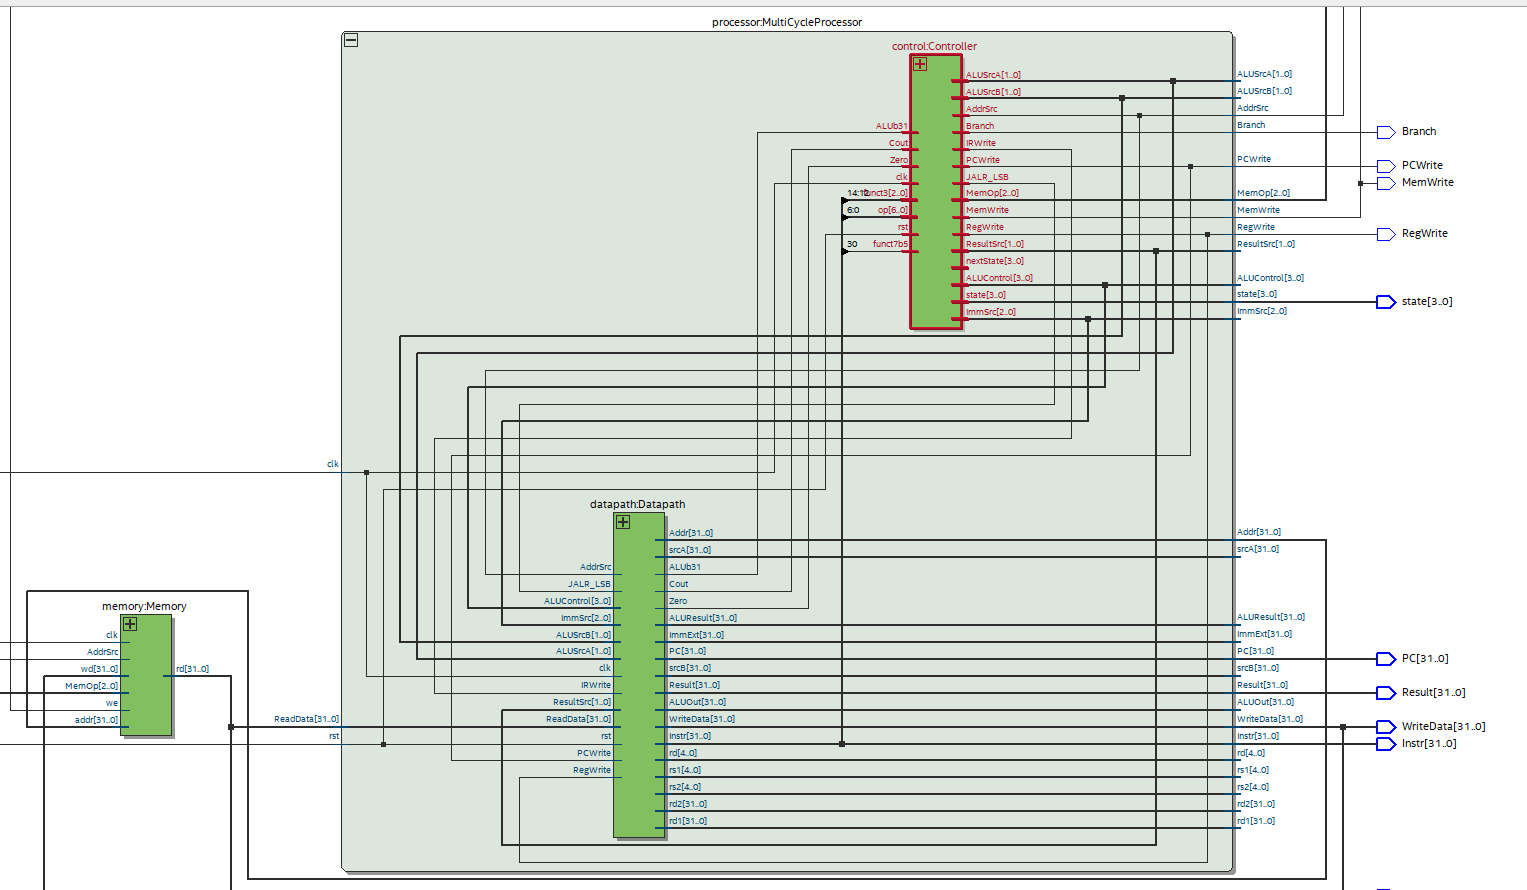 processor:MultiCycleProcessor
control:Controller
ALUb31
Cout
Zero
clk
14:12 funct3[2..0]
6:0 op[6..0]
rst
30 funct7b5
ALUSrcA[1..0]
ALUSrcB[1..0]
AddrSrc
Branch
IRWrite
PCWrite
JALR_LSB
MemOp[2..0]
MemWrite
RegWrite
ResultSrc[1..0]
nextState[3..0]
ALUControl[3..0]
state[3..0]
ImmSrc[2..0]
ALUSrcA[1..0]
ALUSrcB[1..0]
AddrSrc
Branch
PCWrite
MemOp[2..0]
MemWrite
RegWrite
ResultSrc[1..0]
ALUControl[3..0]
state[3..0]
ImmSrc[2..0]
Branch
PCWrite
MemWrite
RegWrite
state[3..0]
clk
datapath:Datapath
AddrSrc
JALR_LSB
ALUControl[3..0]
ImmSrc[2..0]
ALUSrcB[1..0]
ALUSrcA[1..0]
clk
IRWrite
ResultSrc[1..0]
ReadData[31..0]
rst
PCWrite
RegWrite
Addr[31..0]
srcA[31..0]
ALUb31
Cout
Zero
ALUResult[31..0]
ImmExt[31..0]
PC[31..0]
srcB[31..0]
Result[31..0]
ALUOut[31..0]
WriteData[31..0]
Instr[31..0]
rd[4..0]
rs1[4..0]
rs2[4..0]
rd2[31..0]
rd1[31..0]
Addr[31..0]
srcA[31..0]
ALUResult[31..0]
ImmExt[31..0]
PC[31..0]
srcB[31..0]
Result[31..0]
ALUOut[31..0]
WriteData[31..0]
Instr[31..0]
rd[4..0]
rs1[4..0]
rs2[4..0]
rd2[31..0]
rd1[31..0]
PC[31..0]
Result[31..0]
WriteData[31..0]
Instr[31..0]
memory:Memory
clk
AddrSrc
wd[31..0]
MemOp[2..0]
we
addr[31..0]
rd[31..0]
ReadData[31..0]
rst